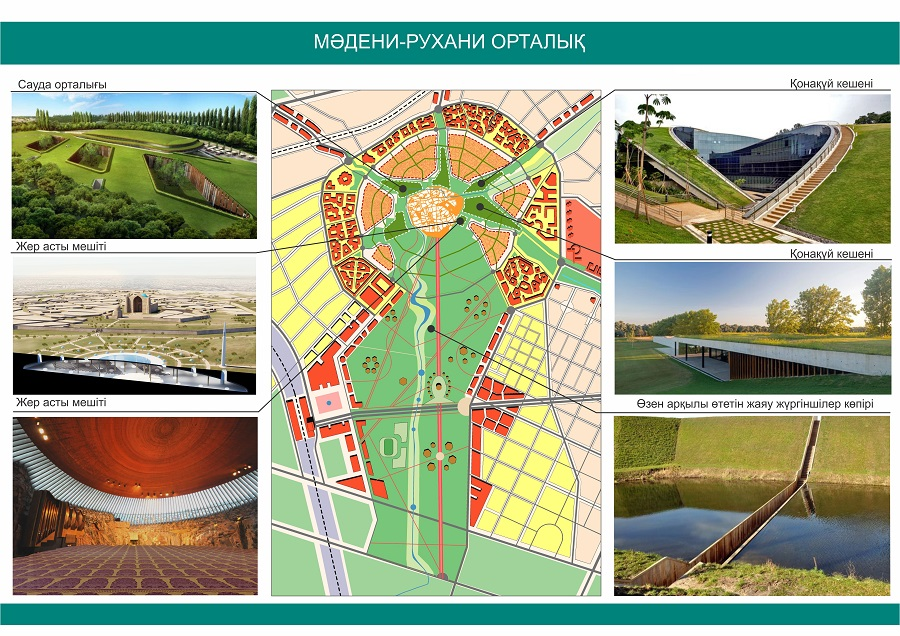 МӘДЕНИ-РУХАНИ ОРТАЛЫҚ
Сауда орталығы
Қонақүй кешені
Жер асты мешіті
Қонақүй кешені
Жер асты мешіті
Өзен арқылы өтетін жаяу жүргіншілер көпірі